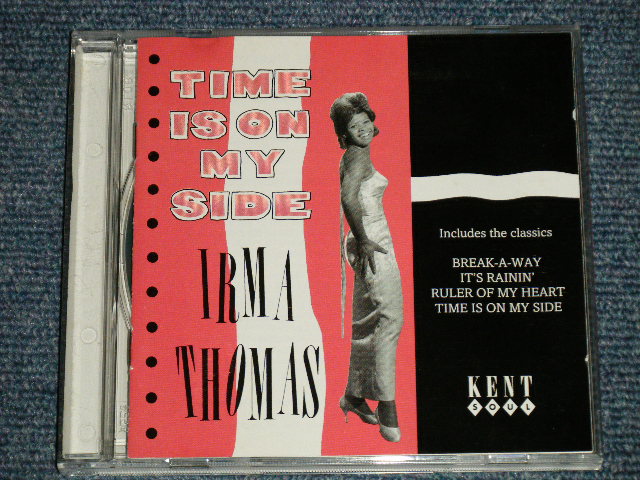 TIME
IS ON
MY
SIDE
IRMA
THOMAS
Includes the classics
BREAK-A-WAY
IT'S RAININ'
RULER OF MY HEART
TIME IS ON MY SIDE
KENT
SOUL